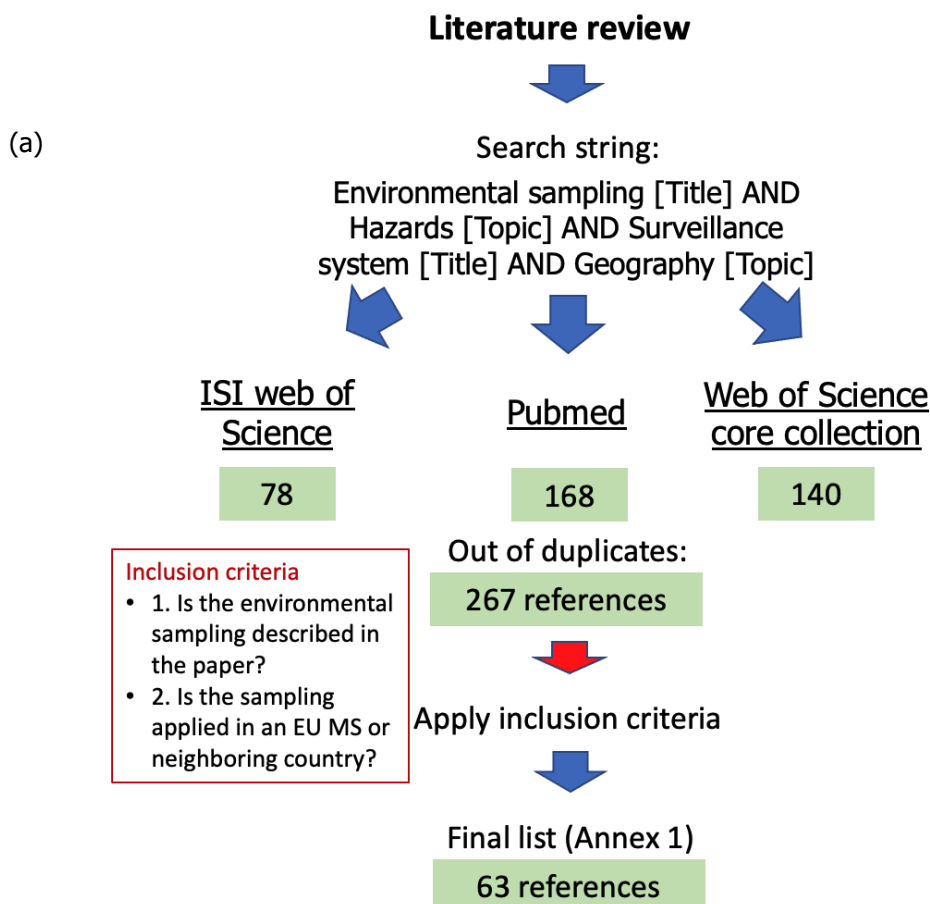 Literature review
(a)
Search string:
Environmental sampling [Title] AND
Hazards [Topic] AND Surveillance
system [Title] AND Geography [Topic]
ISI web of
Science
78
Pubmed
168
Web of Science
core collection
140
Out of duplicates:
267 references
Inclusion criteria
• 1. Is the environmental
sampling described in
the paper?
• 2. Is the sampling
applied in an EU MS or
neighboring country?
Apply inclusion criteria
Final list (Annex 1)
63 references